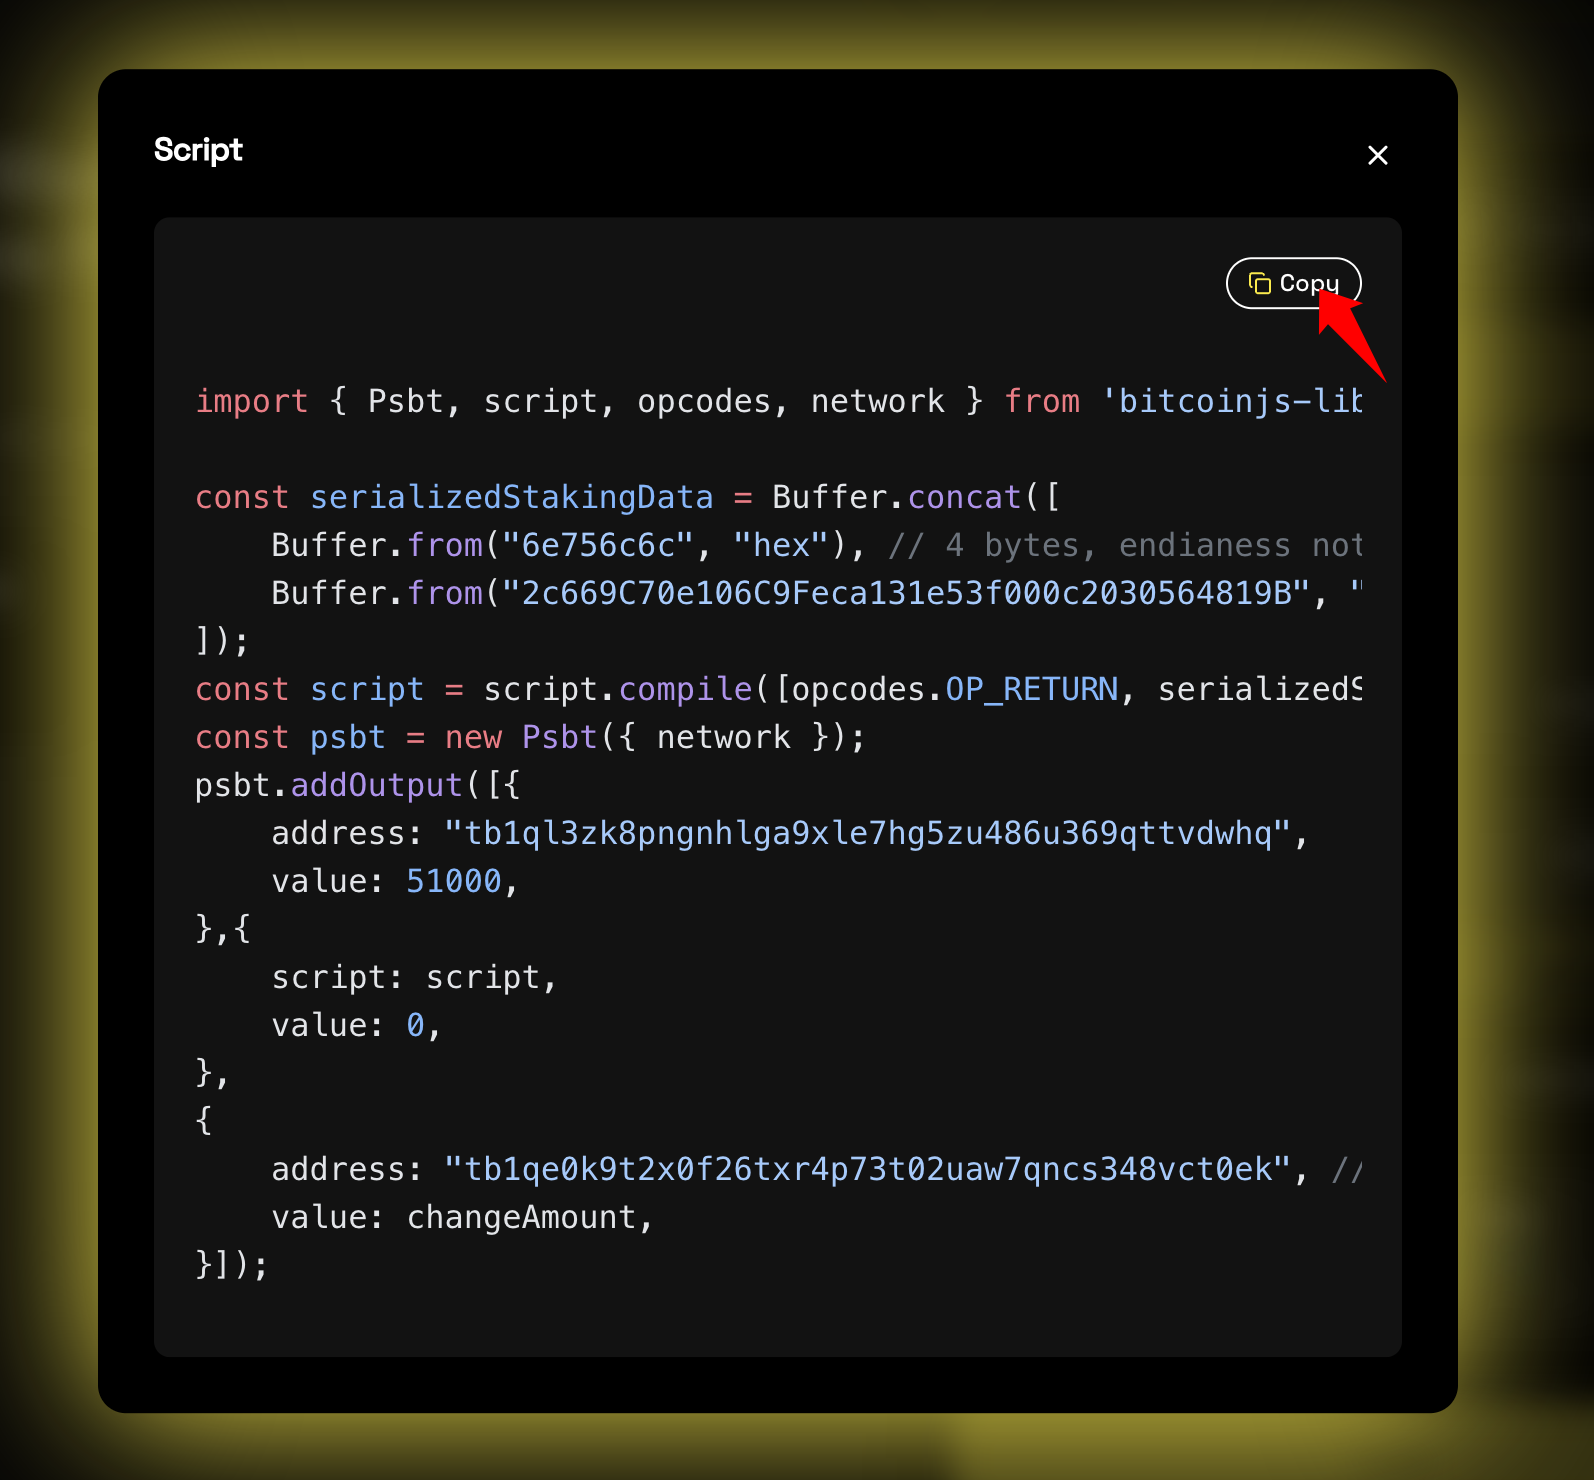 Script
Copy
import { Psbt, script, opcodes, network } from 'bitcoinjs-lib
const serializedStakingData = Buffer.concat([
    Buffer.from("6e756c6c", "hex"), // 4 bytes, endianess not
    Buffer.from("2c669C70e106C9Feca131e53f000c2030564819B", "
]);
const script = script.compile([opcodes.OP_RETURN, serializedS
const psbt = new Psbt({ network });
psbt.addOutput([{
    address: "tb1ql3zk8pngnhlga9xle7hg5zu486u369qttvdwhq",
    value: 51000,
},{
    script: script,
    value: 0,
},
{
    address: "tb1qe0k9t2x0f26txr4p73t02uaw7qncs348vct0ek", //
    value: changeAmount,
}]);